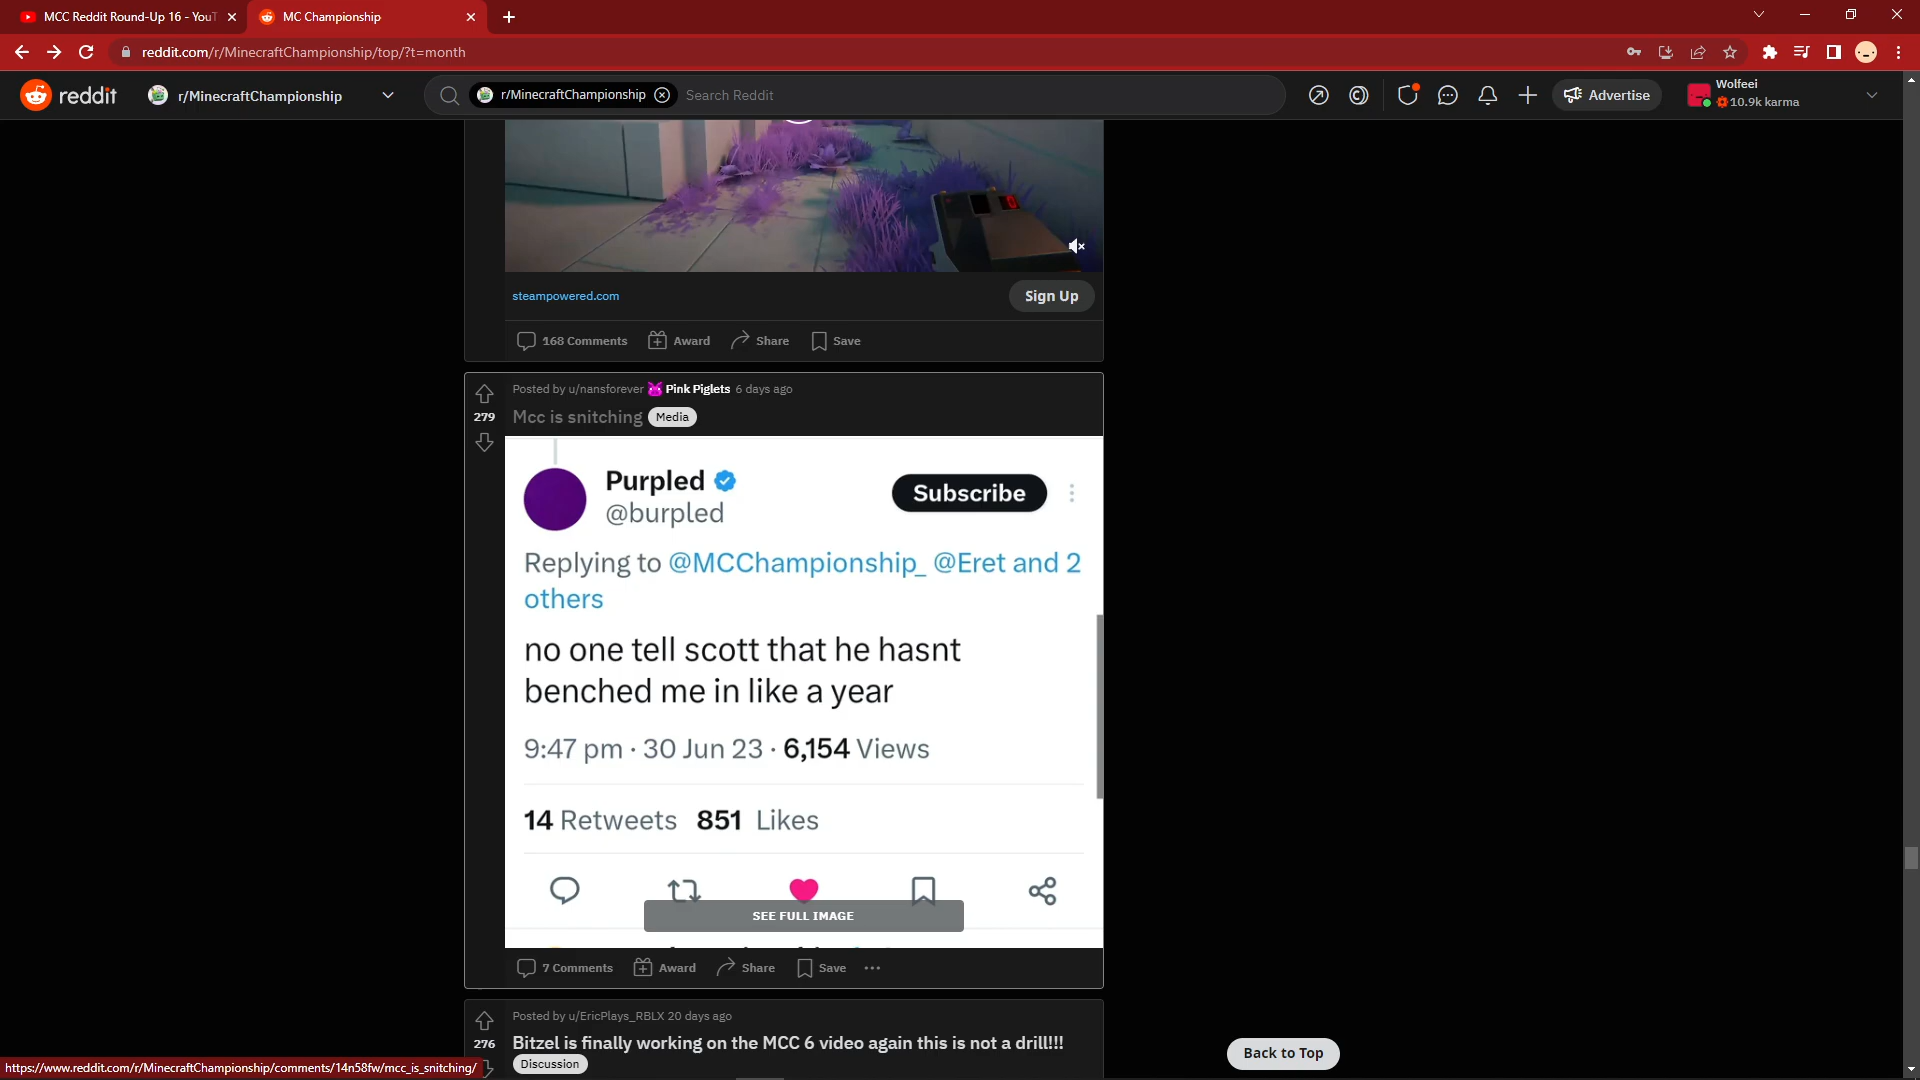 MCC Reddit Round-Up 16 - YouT
MC Championship
reddit.com/r/MinecraftChampionship/top/?t=month
reddit
r/MinecraftChampionship
r/MinecraftChampionship
Search Reddit
Advertise
Wolfeei
10.9k karma
steampowered.com
Sign Up
168 Comments
Award
Share
Save
Posted by u/nansforever Pink Piglets 6 days ago
279
Mcc is snitching Media
Purpled
@burpled
Subscribe
Replying to @MCChampionship_ @Eret and 2
others
no one tell scott that he hasnt
benched me in like a year
9:47 pm · 30 Jun 23 · 6,154 Views
14 Retweets 851 Likes
SEE FULL IMAGE
7 Comments
Award
Share
Save
Posted by u/EricPlays_RBLX 20 days ago
276
Bitzel is finally working on the MCC 6 video again this is not a drill!!!
Discussion
Back to Top
https://www.reddit.com/r/MinecraftChampionship/comments/14n58fw/mcc_is_snitching/